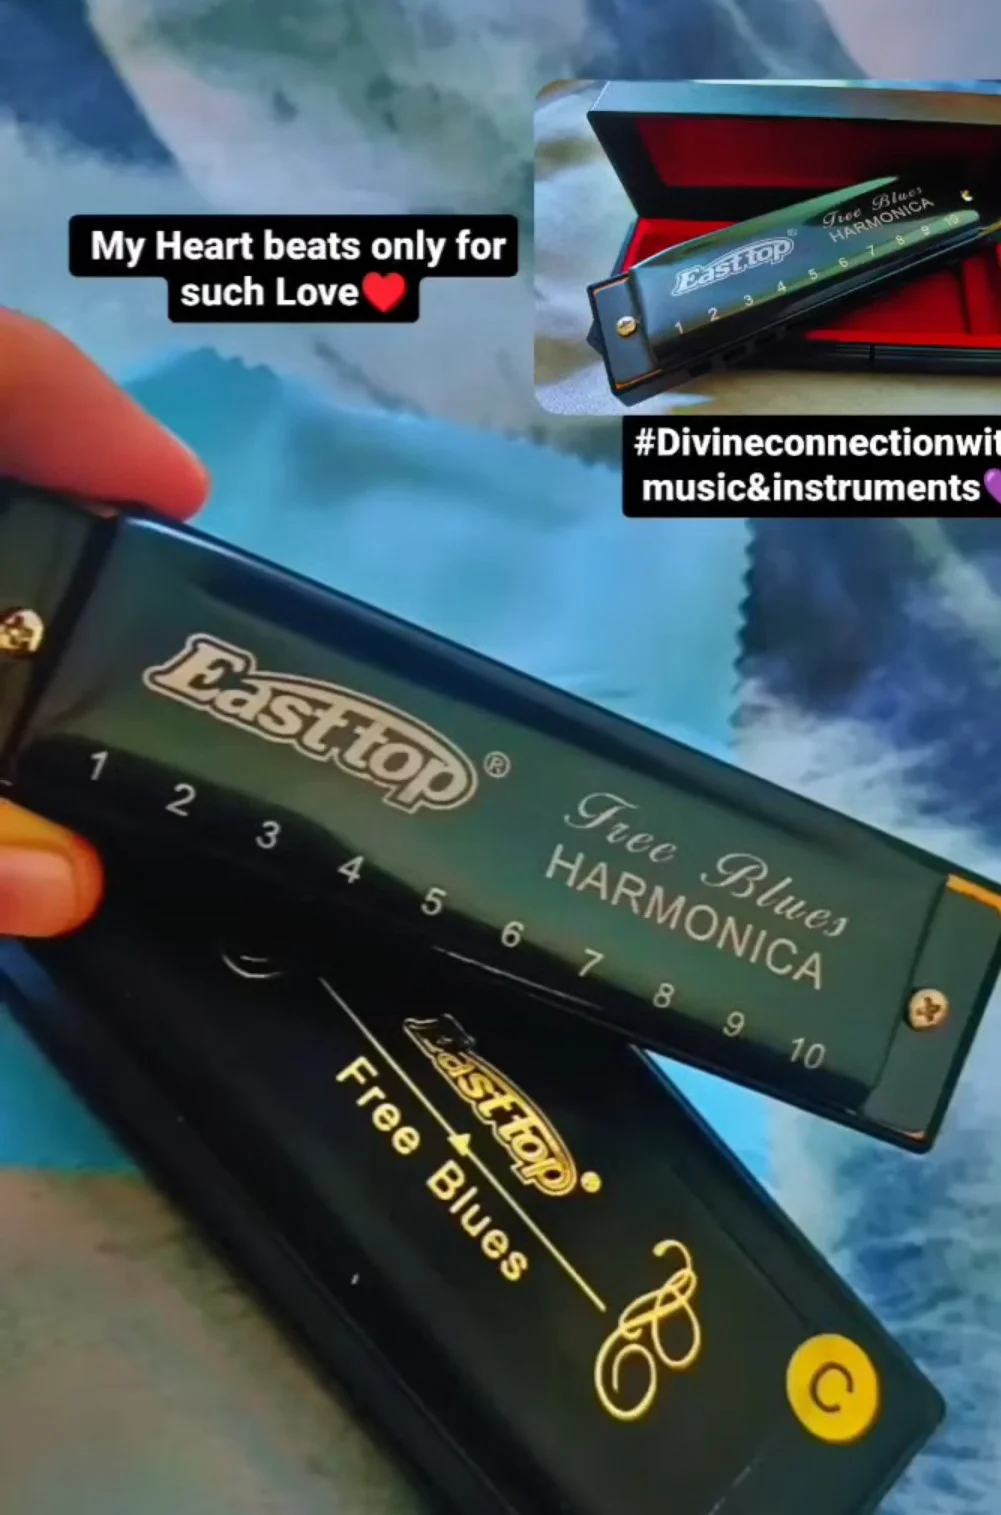 My Heart beats only for
such Love❤️
Easttop®
Free Blues
HARMONICA
1 2 3 4 5 6 7 8 9 10
#Divineconnectionwit
music&instruments💜
Easttop®
1 2 3 4 5 6 7 8 9 10
Free Blues
HARMONICA
Easttop®
Free Blues
C